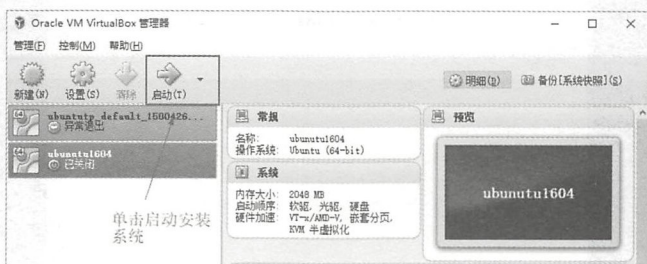 Oracle VM VirtualBox 管理器
管理(F) 控制(M) 帮助(H)
新建(N) 设置(S) 清除 启动(T) 明细(D) 备份[系统快照](S)
ubuntutp_default_1500426...
异常退出
ubunutu1604
已关闭
单击启动安装
系统
常规
名称: ubunutu1604
操作系统: Ubuntu (64-bit)
系统
内存大小: 2048 MB
启动顺序: 软驱, 光驱, 硬盘
硬件加速: VT-x/AMD-V, 嵌套分页,
KVM 半虚拟化
预览
ubunutu1604